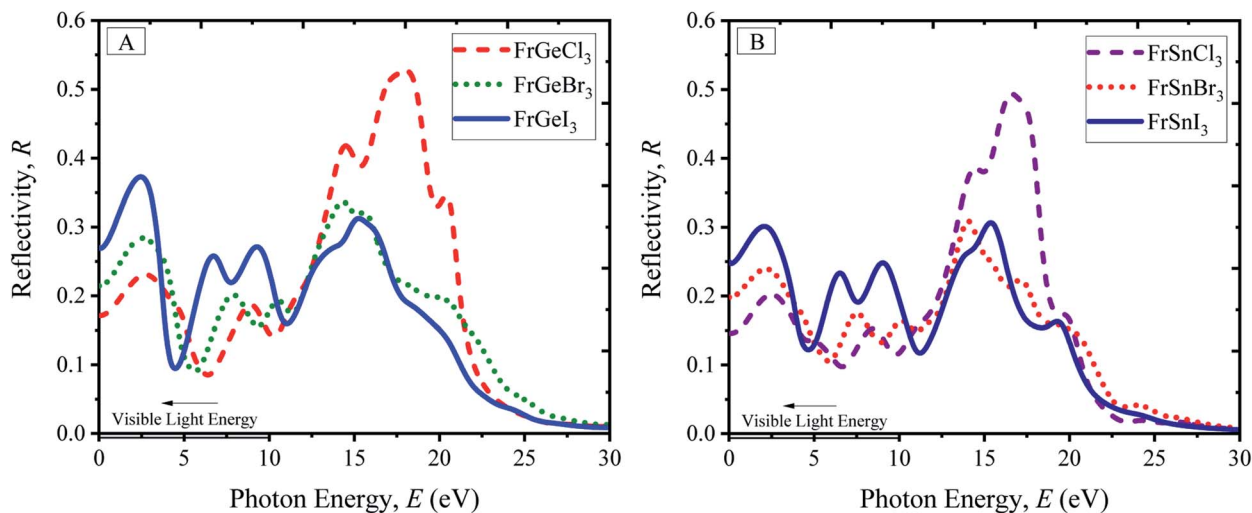 A
FrGeCl₃
FrGeBr₃
FrGeI₃
Reflectivity, R
0.6
0.5
0.4
0.3
0.2
0.1
0.0
Visible Light Energy
0 5 10 15 20 25 30
Photon Energy, E (eV)
B
FrSnCl₃
FrSnBr₃
FrSnI₃
Reflectivity, R
0.6
0.5
0.4
0.3
0.2
0.1
0.0
Visible Light Energy
0 5 10 15 20 25 30
Photon Energy, E (eV)